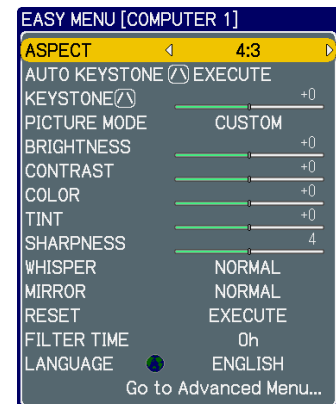 EASY MENU [COMPUTER 1]
ASPECT 4:3
AUTO KEYSTONE EXECUTE
KEYSTONE +0
PICTURE MODE CUSTOM
BRIGHTNESS +0
CONTRAST +0
COLOR +0
TINT +0
SHARPNESS 4
WHISPER NORMAL
MIRROR NORMAL
RESET EXECUTE
FILTER TIME 0h
LANGUAGE ENGLISH
Go to Advanced Menu...